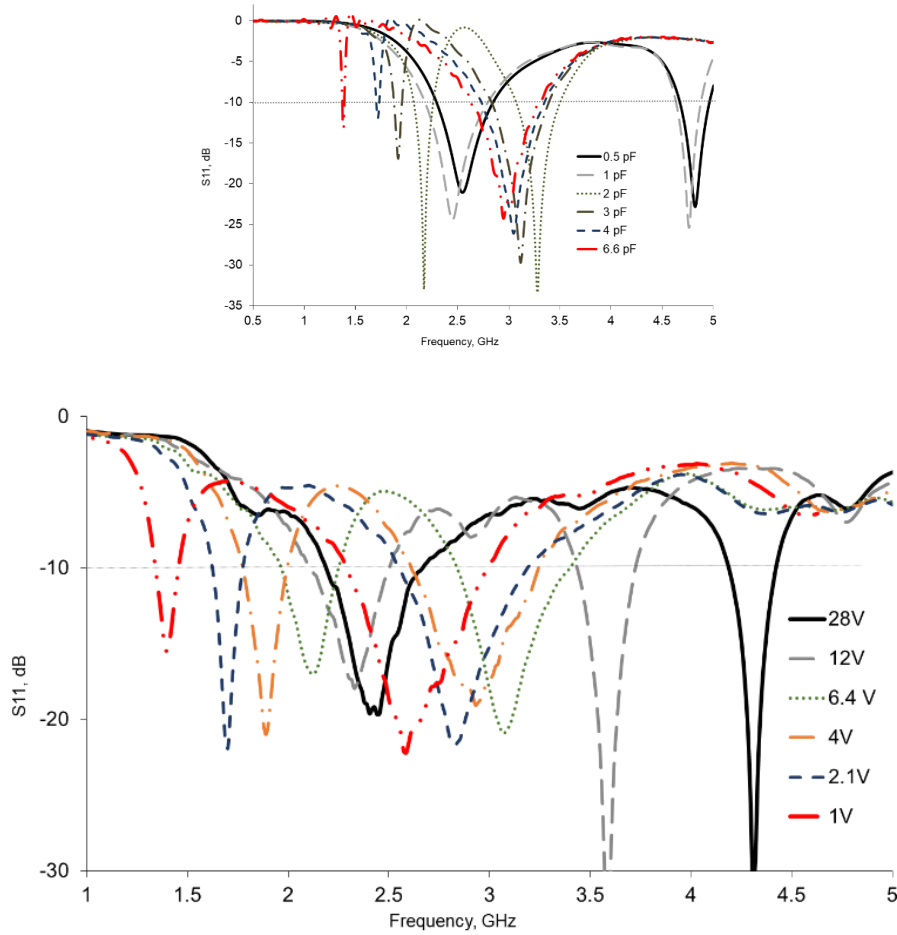 0
-5
-10
-15
-20
-25
-30
-35
S11, dB
0.5 1 1.5 2 2.5 3 3.5 4 4.5 5
Frequency, GHz
0.5 pF
1 pF
2 pF
3 pF
4 pF
6.6 pF
0
-10
-20
-30
S11, dB
1 1.5 2 2.5 3 3.5 4 4.5 5
Frequency, GHz
28V
12V
6.4 V
4V
2.1V
1V